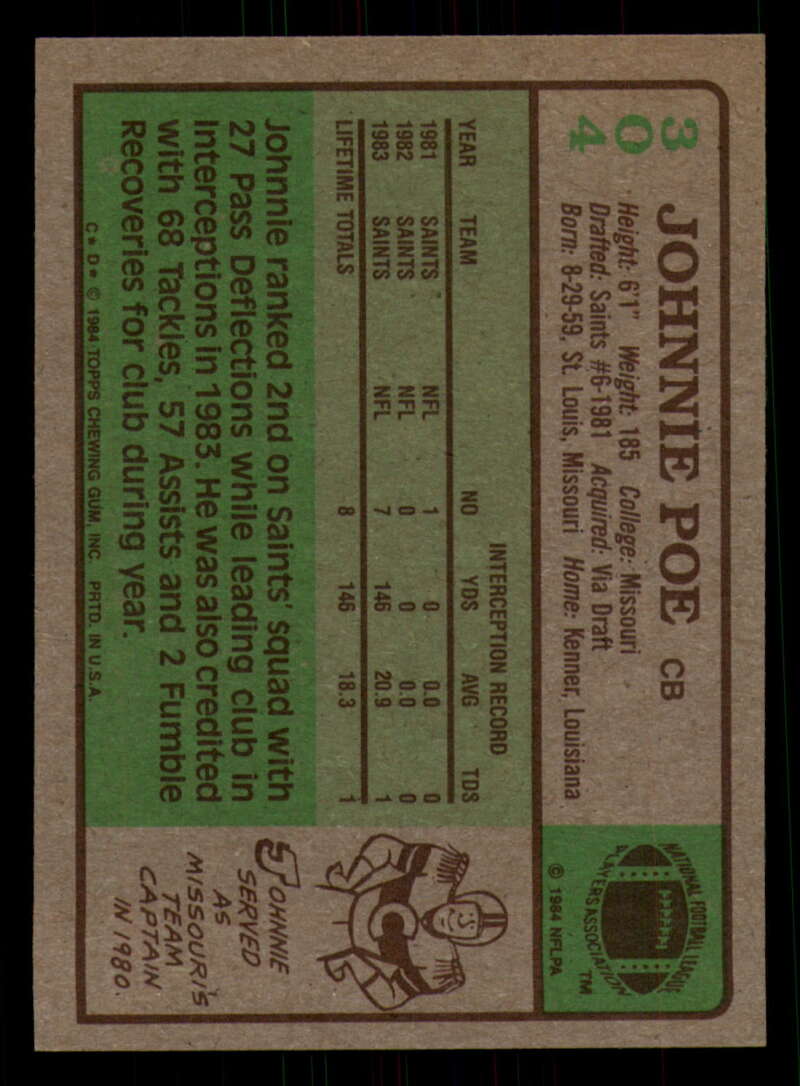 304
JOHNNIE POE CB
Height: 6'1" Weight: 185 College: Missouri
Drafted: Saints #6-1981 Acquired: Via Draft
Born: 8-29-59, St. Louis, Missouri Home: Kenner, Louisiana
NATIONAL FOOTBALL LEAGUE
PLAYERS ASSOCIATION
TM
© 1984 NFLPA
INTERCEPTION RECORD
YEAR TEAM NO YDS AVG TDS
1981 SAINTS NFL 1 0 0.0 0
1982 SAINTS NFL 0 0 0.0 0
1983 SAINTS NFL 7 146 20.9 1
LIFETIME TOTALS 8 146 18.3 1
Johnnie ranked 2nd on Saints' squad with
27 Pass Deflections while leading club in
Interceptions in 1983. He was also credited
with 68 Tackles, 57 Assists and 2 Fumble
Recoveries for club during year.
C* D* © 1984 TOPPS CHEWING GUM, INC. PRTD. IN U.S.A.
C
JOHNNIE
SERVED
AS
MISSOURI'S
TEAM
CAPTAIN
IN 1980.